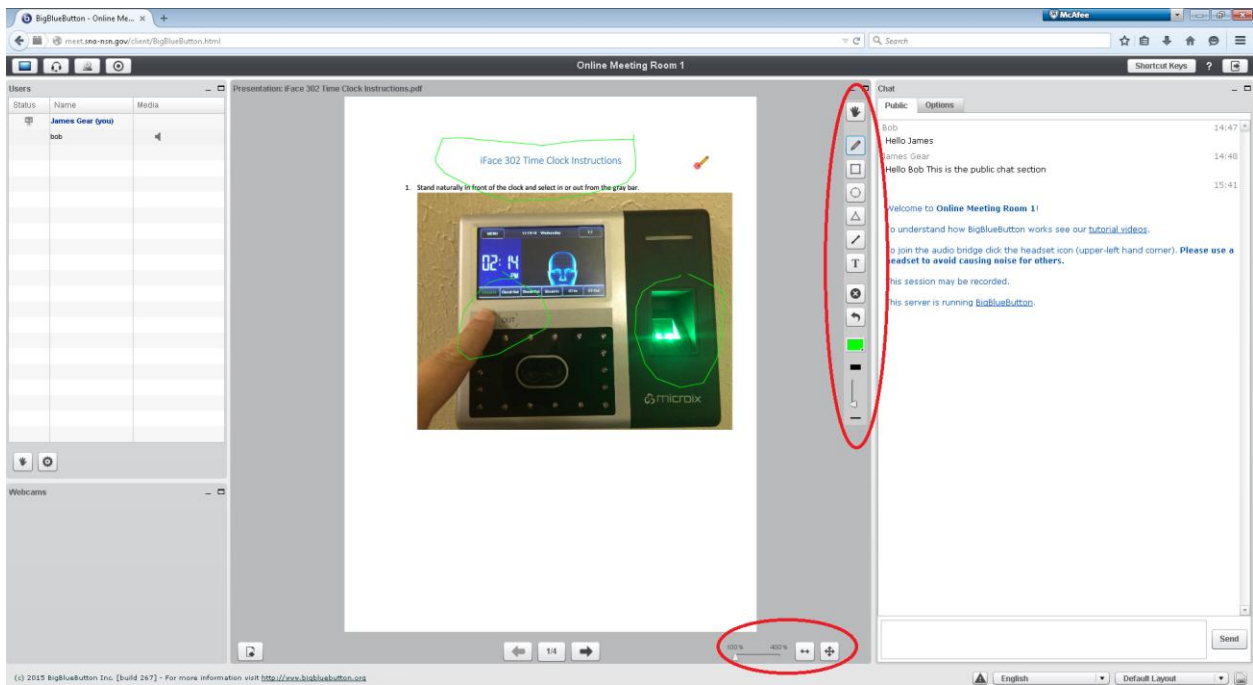 BigBlueButton - Online Me...
McAfee
meet.sna-nsn.gov/client/BigBlueButton.html
Search
Online Meeting Room 1
Shortcut Keys
?
Users
Status Name Media
James Gear (you)
bob
Webcams
Presentation: iFace 302 Time Clock Instructions.pdf
iFace 302 Time Clock Instructions
1. Stand naturally in front of the clock and select in or out from the gray bar.
MENU
02:14
PM
OUT
microix
T
1/4
100% 400%
Chat
Public Options
Bob 14:47
Hello James
James Gear 14:48
Hello Bob This is the public chat section
15:41
Welcome to Online Meeting Room 1!
To understand how BigBlueButton works see our tutorial videos.
To join the audio bridge click the headset icon (upper-left hand corner). Please use a
headset to avoid causing noise for others.
This session may be recorded.
This server is running BigBlueButton.
Send
(c) 2015 BigBlueButton Inc. [build 267] - For more information visit http://www.bigbluebutton.org
English
Default Layout